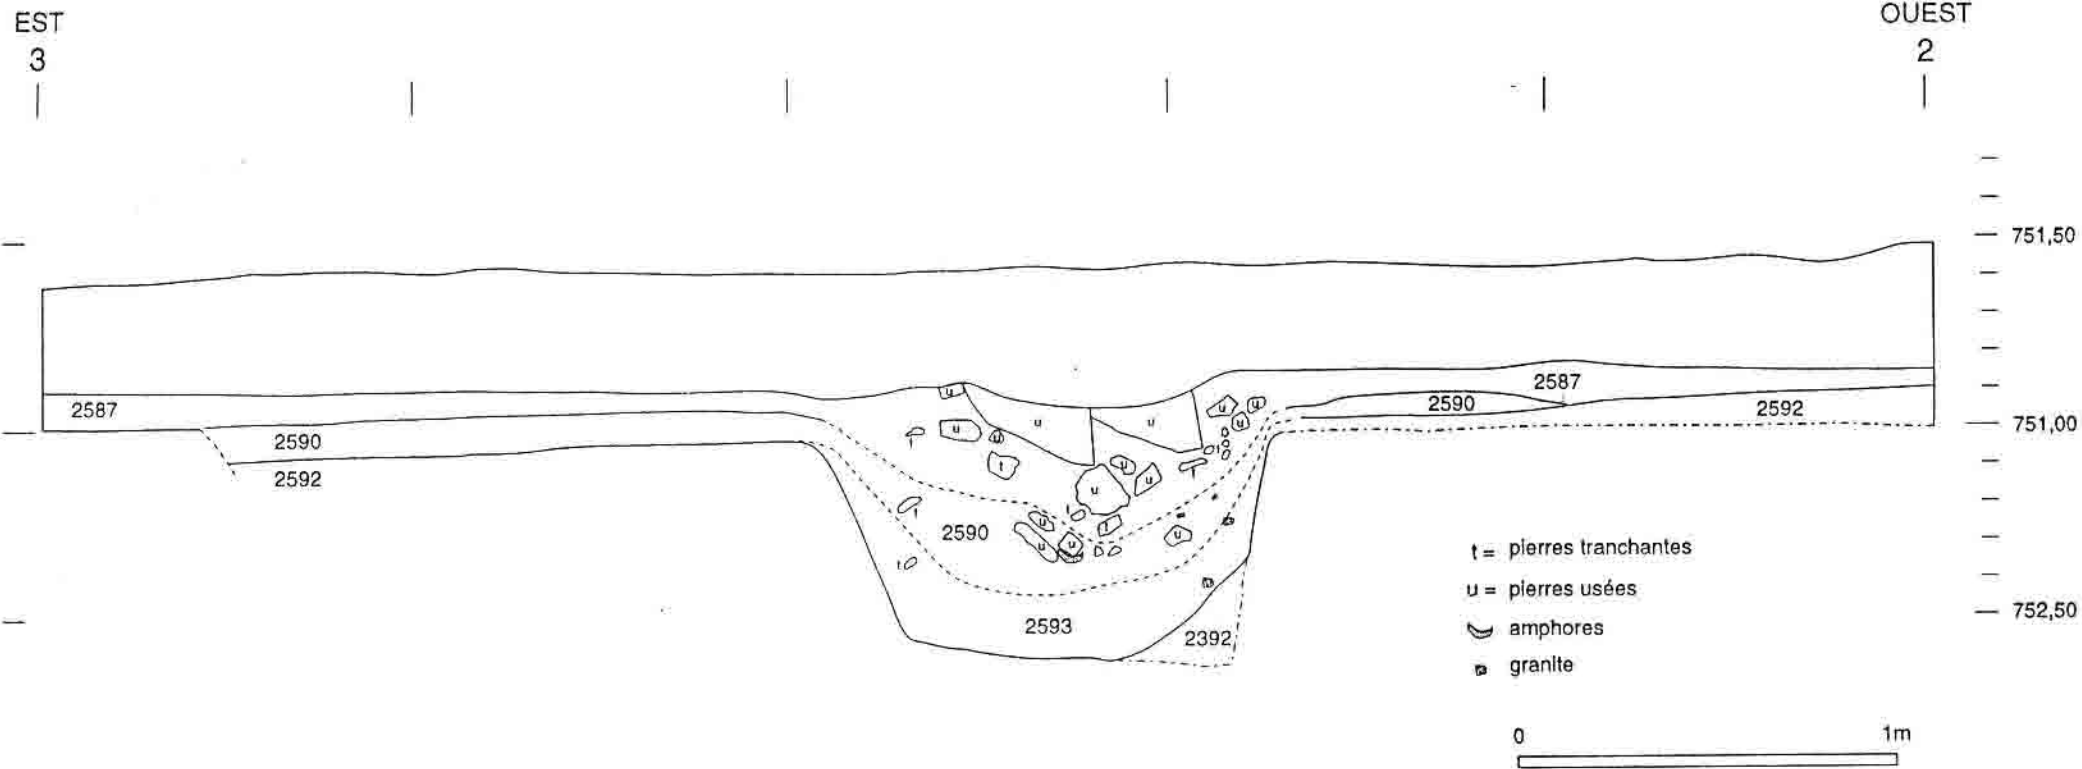 EST
OUEST
3
2
751,50
2587
2587
2590
2592
2590
751,00
2592
2590
2593
2392
752,50
u
u
u
u
u
u
u
u
u
t
t
t
t
u
u
u
t
t
t
u
u
u
u
t
t = pierres tranchantes
u = pierres usées
amphores
granite
0
1m